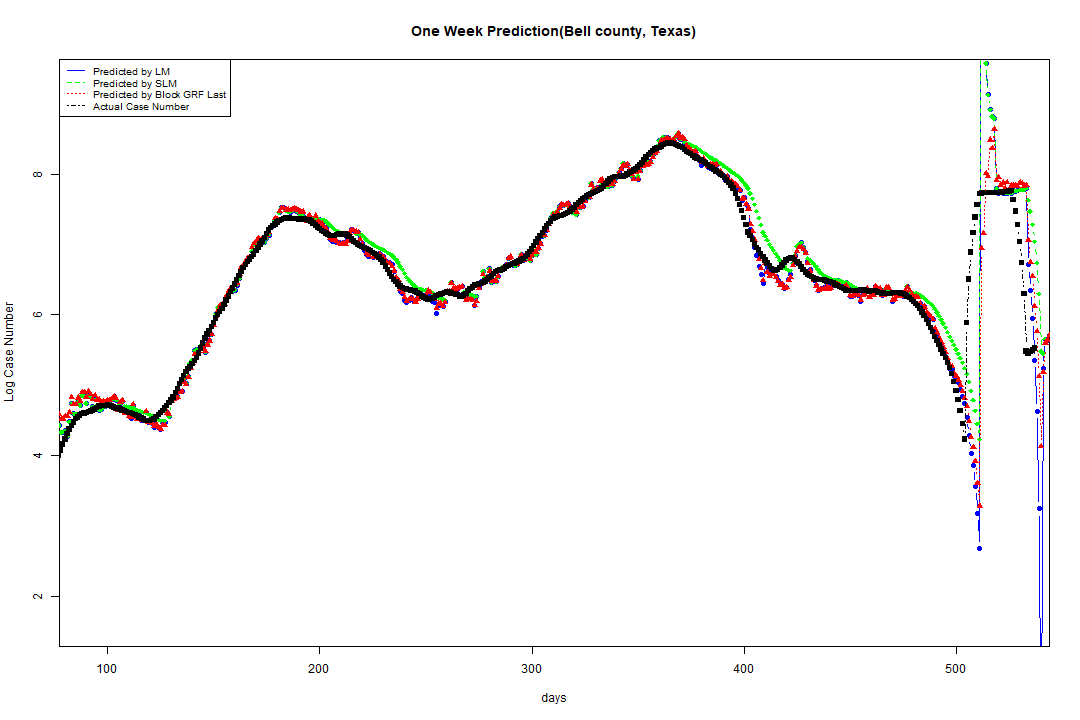 One Week Prediction(Bell county, Texas)
Predicted by LM
Predicted by SLM
Predicted by Block GRF Last
Actual Case Number
8
6
4
2
Log Case Number
100 200 300 400 500
days